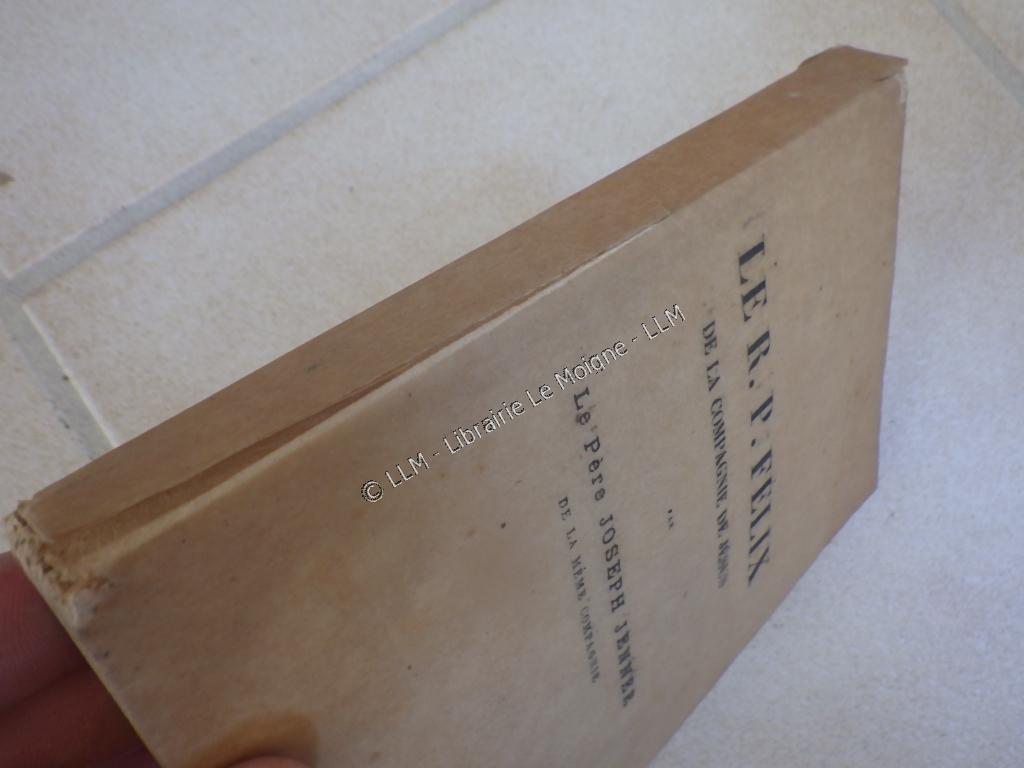 LE R. P. FÉLIX
DE LA COMPAGNIE DE JÉSUS
PAR
Le Père JOSEPH JENNER
DE LA MÊME COMPAGNIE.
© LLM - Librairie Le Moigne - LLM